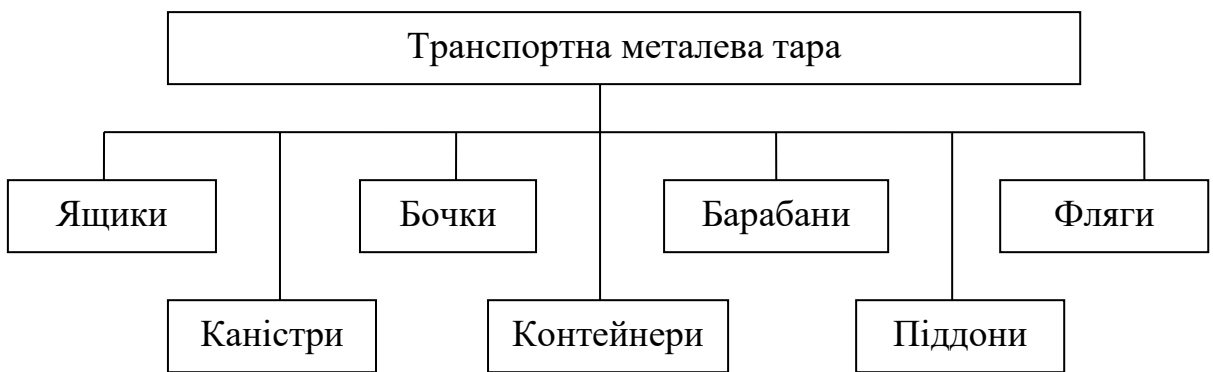 Транспортна металева тара
Ящики
Бочки
Барабани
Фляги
Каністри
Контейнери
Піддони